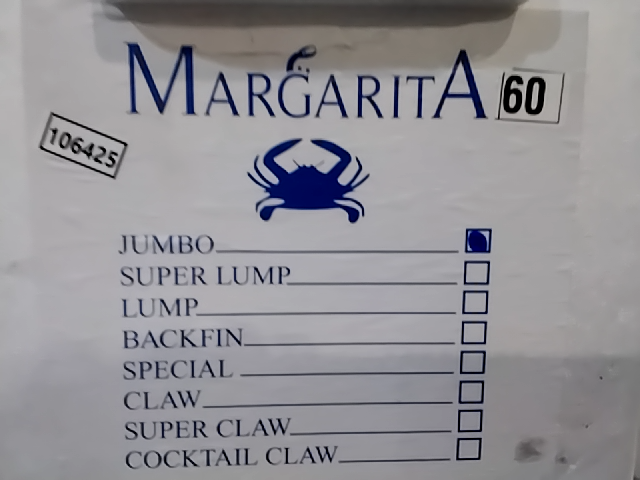 MARGARITA 60
106425
JUMBO
SUPER LUMP
LUMP
BACKFIN
SPECIAL
CLAW
SUPER CLAW
COCKTAIL CLAW